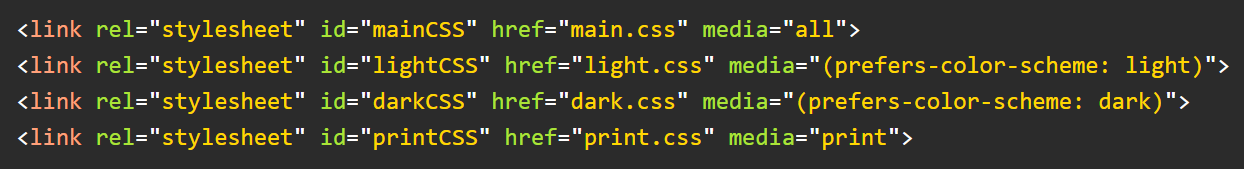 <link rel="stylesheet" id="mainCSS" href="main.css" media="all">
<link rel="stylesheet" id="lightCSS" href="light.css" media="(prefers-color-scheme: light)">
<link rel="stylesheet" id="darkCSS" href="dark.css" media="(prefers-color-scheme: dark)">
<link rel="stylesheet" id="printCSS" href="print.css" media="print">